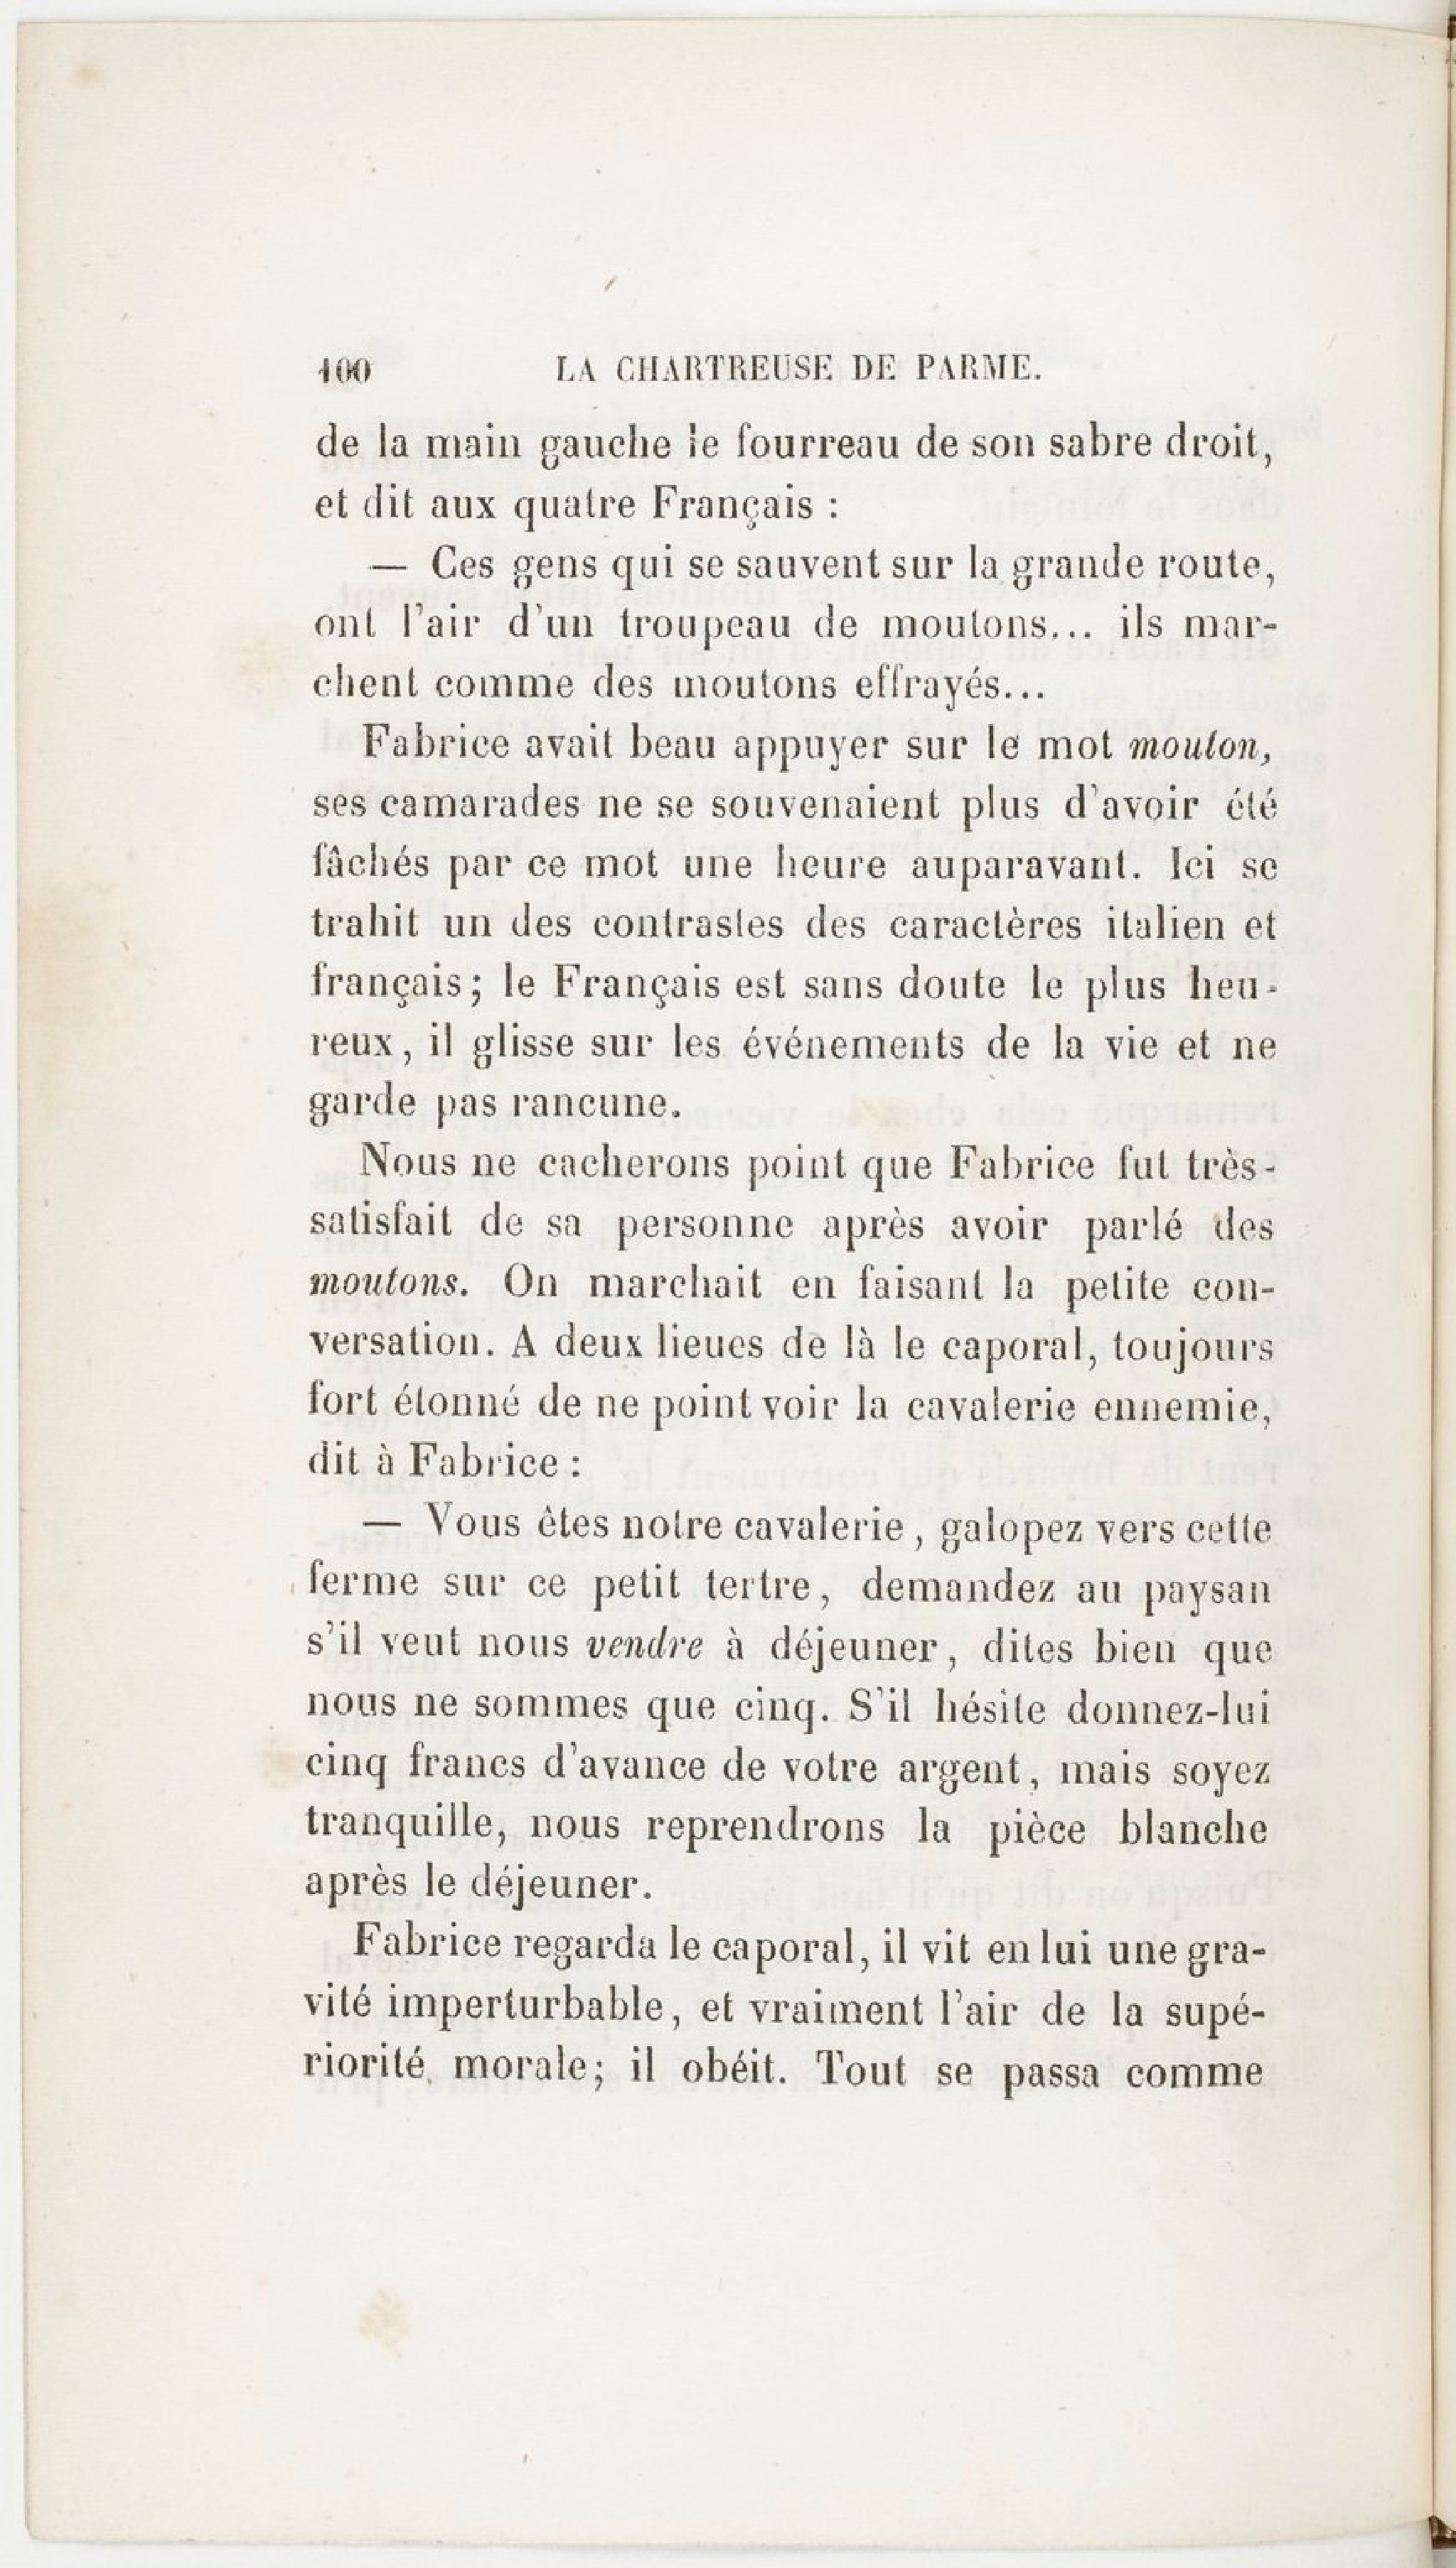 100 LA CHARTREUSE DE PARME.
de la main gauche le fourreau de son sabre droit,
et dit aux quatre Français :
— Ces gens qui se sauvent sur la grande route,
ont l'air d'un troupeau de moutons... ils mar-
chent comme des moutons effrayés...
Fabrice avait beau appuyer sur le mot mouton,
ses camarades ne se souvenaient plus d'avoir été
fâchés par ce mot une heure auparavant. Ici se
trahit un des contrastes des caractères italien et
français; le Français est sans doute le plus heu-
reux, il glisse sur les événements de la vie et ne
garde pas rancune.
Nous ne cacherons point que Fabrice fut très-
satisfait de sa personne après avoir parlé des
moutons. On marchait en faisant la petite con-
versation. A deux lieues de là le caporal, toujours
fort étonné de ne point voir la cavalerie ennemie,
dit à Fabrice :
— Vous êtes notre cavalerie, galopez vers cette
ferme sur ce petit tertre, demandez au paysan
s'il veut nous vendre à déjeuner, dites bien que
nous ne sommes que cinq. S'il hésite donnez-lui
cinq francs d'avance de votre argent, mais soyez
tranquille, nous reprendrons la pièce blanche
après le déjeuner.
Fabrice regarda le caporal, il vit en lui une gra-
vité imperturbable, et vraiment l'air de la supé-
riorité morale; il obéit. Tout se passa comme